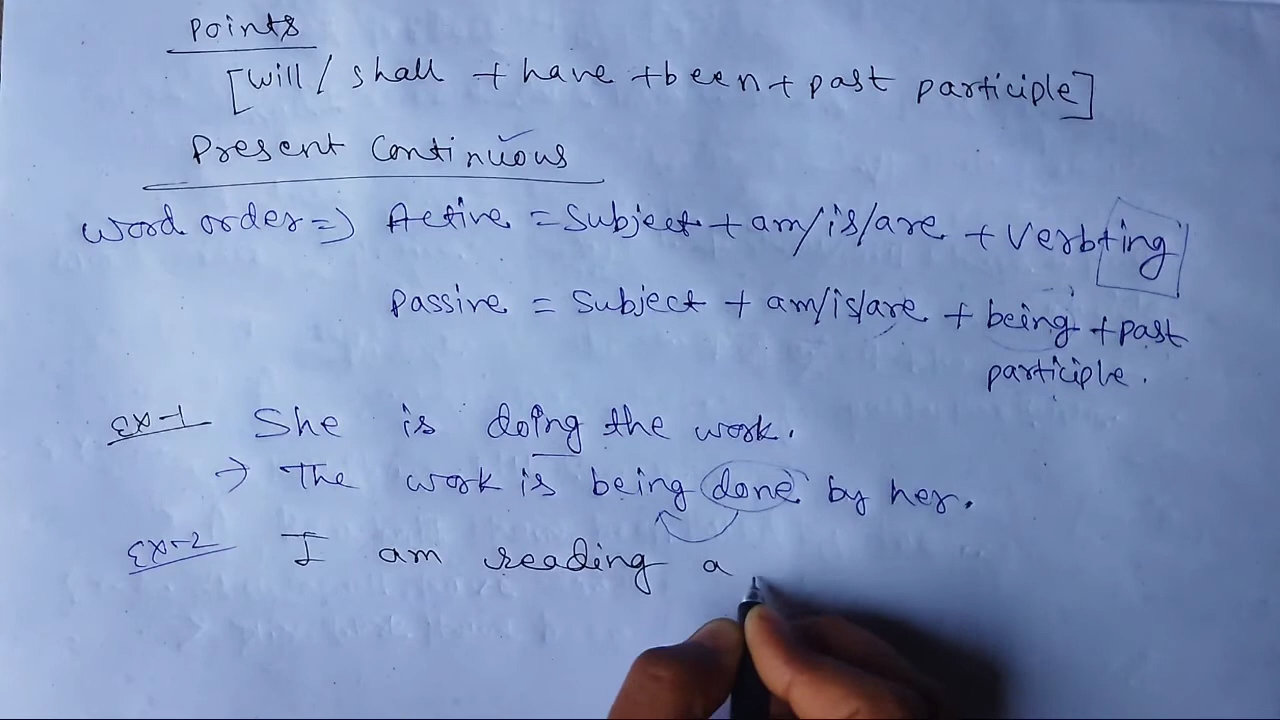 Points
[Will/ shall + have +been+ past participle]
Present Continuous
Word order=> Active = Subject + am/is/are + Verb+ing
Passive = Subject + am/is/are + being + past
participle.
Ex-1 She is doing the work.
→ The work is being done by her.
Ex-2 I am reading a